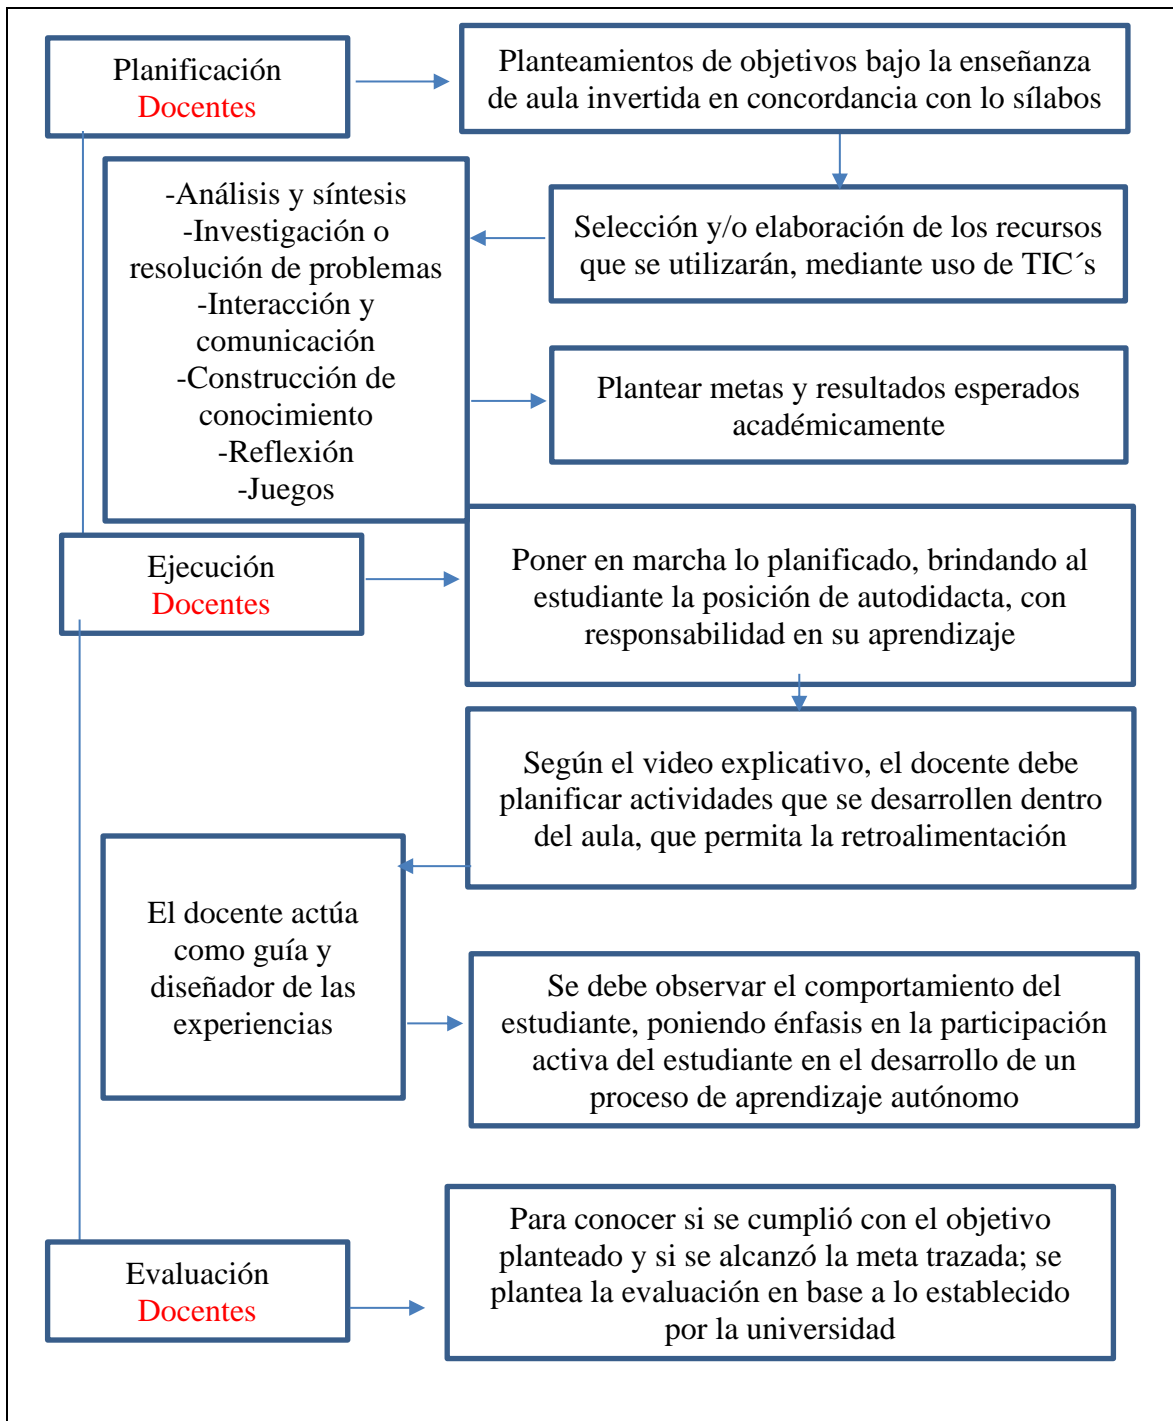 Planificación
Docentes
Planteamientos de objetivos bajo la enseñanza
de aula invertida en concordancia con lo sílabos
Selección y/o elaboración de los recursos
que se utilizarán, mediante uso de TIC´s
-Análisis y síntesis
-Investigación o
resolución de problemas
-Interacción y
comunicación
-Construcción de
conocimiento
-Reflexión
-Juegos
Plantear metas y resultados esperados
académicamente
Ejecución
Docentes
Poner en marcha lo planificado, brindando al
estudiante la posición de autodidacta, con
responsabilidad en su aprendizaje
Según el video explicativo, el docente debe
planificar actividades que se desarrollen dentro
del aula, que permita la retroalimentación
El docente actúa
como guía y
diseñador de las
experiencias
Se debe observar el comportamiento del
estudiante, poniendo énfasis en la participación
activa del estudiante en el desarrollo de un
proceso de aprendizaje autónomo
Evaluación
Docentes
Para conocer si se cumplió con el objetivo
planteado y si se alcanzó la meta trazada; se
plantea la evaluación en base a lo establecido
por la universidad